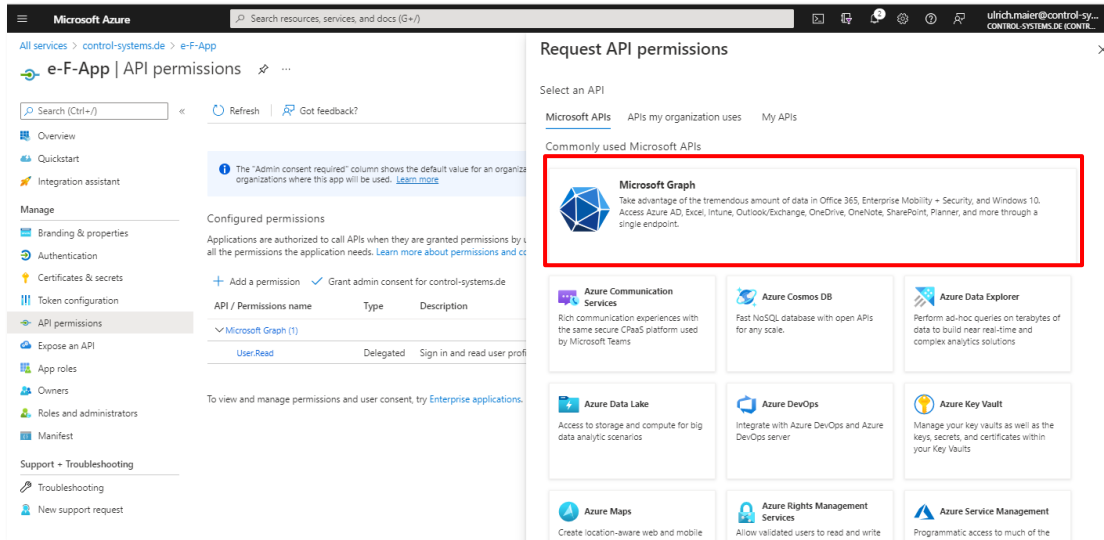 Microsoft Azure
Search resources, services, and docs (G+/)
2
ulrich.maier@control-sy...
CONTROL-SYSTEMS.DE (CONTR...
All services > control-systems.de > e-F-App
e-F-App | API permissions
Search (Ctrl+/)
«
Overview
Quickstart
Integration assistant
Manage
Branding & properties
Authentication
Certificates & secrets
Token configuration
API permissions
Expose an API
App roles
Owners
Roles and administrators
Manifest
Support + Troubleshooting
Troubleshooting
New support request
Refresh
Got feedback?
The "Admin consent required" column shows the default value for an organiza
organizations where this app will be used. Learn more
Configured permissions
Applications are authorized to call APIs when they are granted permissions by u
all the permissions the application needs. Learn more about permissions and co
+ Add a permission
Grant admin consent for control-systems.de
API / Permissions name Type Description
Microsoft Graph (1)
User.Read Delegated Sign in and read user profi
To view and manage permissions and user consent, try Enterprise applications.
Request API permissions
Select an API
Microsoft APIs APIs my organization uses My APIs
Commonly used Microsoft APIs
Microsoft Graph
Take advantage of the tremendous amount of data in Office 365, Enterprise Mobility + Security, and Windows 10.
Access Azure AD, Excel, Intune, Outlook/Exchange, OneDrive, OneNote, SharePoint, Planner, and more through a
single endpoint.
Azure Communication
Services
Rich communication experiences with
the same secure CPaaS platform used
by Microsoft Teams
Azure Cosmos DB
Fast NoSQL database with open APIs
for any scale.
Azure Data Explorer
Perform ad-hoc queries on terabytes of
data to build near real-time and
complex analytics solutions
Azure Data Lake
Access to storage and compute for big
data analytic scenarios
Azure DevOps
Integrate with Azure DevOps and Azure
DevOps server
Azure Key Vault
Manage your key vaults as well as the
keys, secrets, and certificates within
your Key Vaults
Azure Maps
Create location-aware web and mobile
Azure Rights Management
Services
Allow validated users to read and write
Azure Service Management
Programmatic access to much of the